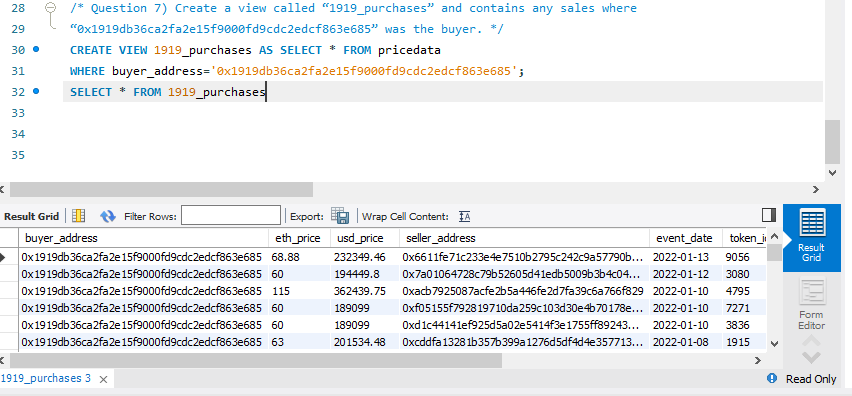 28 /* Question 7) Create a view called “1919_purchases” and contains any sales where
29 “0x1919db36ca2fa2e15f9000fd9cdc2edcf863e685” was the buyer. */
30 CREATE VIEW 1919_purchases AS SELECT * FROM pricedata
31 WHERE buyer_address='0x1919db36ca2fa2e15f9000fd9cdc2edcf863e685';
32 SELECT * FROM 1919_purchases
33
34
35
Result Grid Filter Rows: Export: Wrap Cell Content: IA
buyer_address eth_price usd_price seller_address event_date token_i
0x1919db36ca2fa2e15f9000fd9cdc2edcf863e685 68.88 232349.46 0x6611fe71c233e4e7510b2795c242c9a57790b... 2022-01-13 9056
0x1919db36ca2fa2e15f9000fd9cdc2edcf863e685 60 194449.8 0x7a01064728c79b52605d41edb5009b3b4c04... 2022-01-12 3080
0x1919db36ca2fa2e15f9000fd9cdc2edcf863e685 115 362439.75 0xacb7925087acfe2b5a446fe2d7fa39c6a766f829 2022-01-10 4795
0x1919db36ca2fa2e15f9000fd9cdc2edcf863e685 60 189099 0xf05155f792819710da259c103d30e4b70178e... 2022-01-10 7271
0x1919db36ca2fa2e15f9000fd9cdc2edcf863e685 60 189099 0xd1c44141ef925d5a02e5414f3e1755ff89243... 2022-01-10 3836
0x1919db36ca2fa2e15f9000fd9cdc2edcf863e685 63 201534.48 0xcddfa13281b357b399a1276d5df4d4e357713... 2022-01-08 1915
Result
Grid
Form
Editor
1919_purchases 3 ×
Read Only